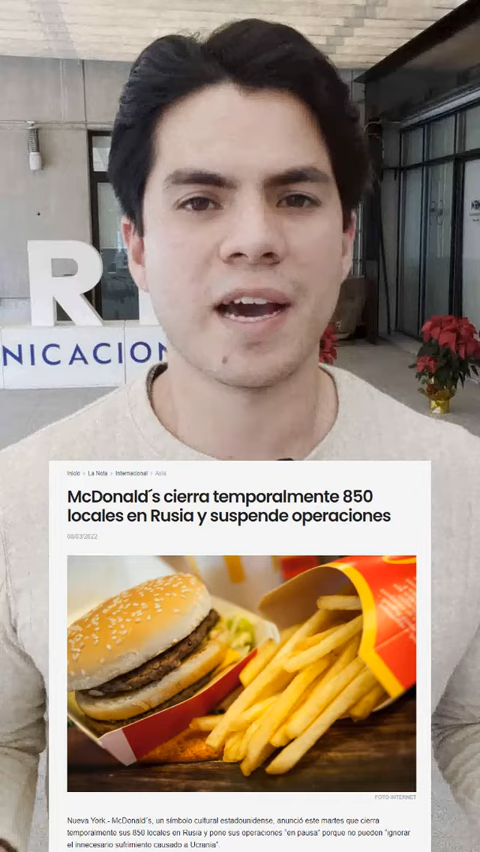 R
NICACION
Inicio > La Nota > Internacional > Asia
McDonald´s cierra temporalmente 850
locales en Rusia y suspende operaciones
08/03/2022
FOTO INTERNET
Nueva York.- McDonald´s, un símbolo cultural estadounidense, anunció este martes que cierra
temporalmente sus 850 locales en Rusia y pone sus operaciones "en pausa" porque no pueden "ignorar
el innecesario sufrimiento causado a Ucrania".